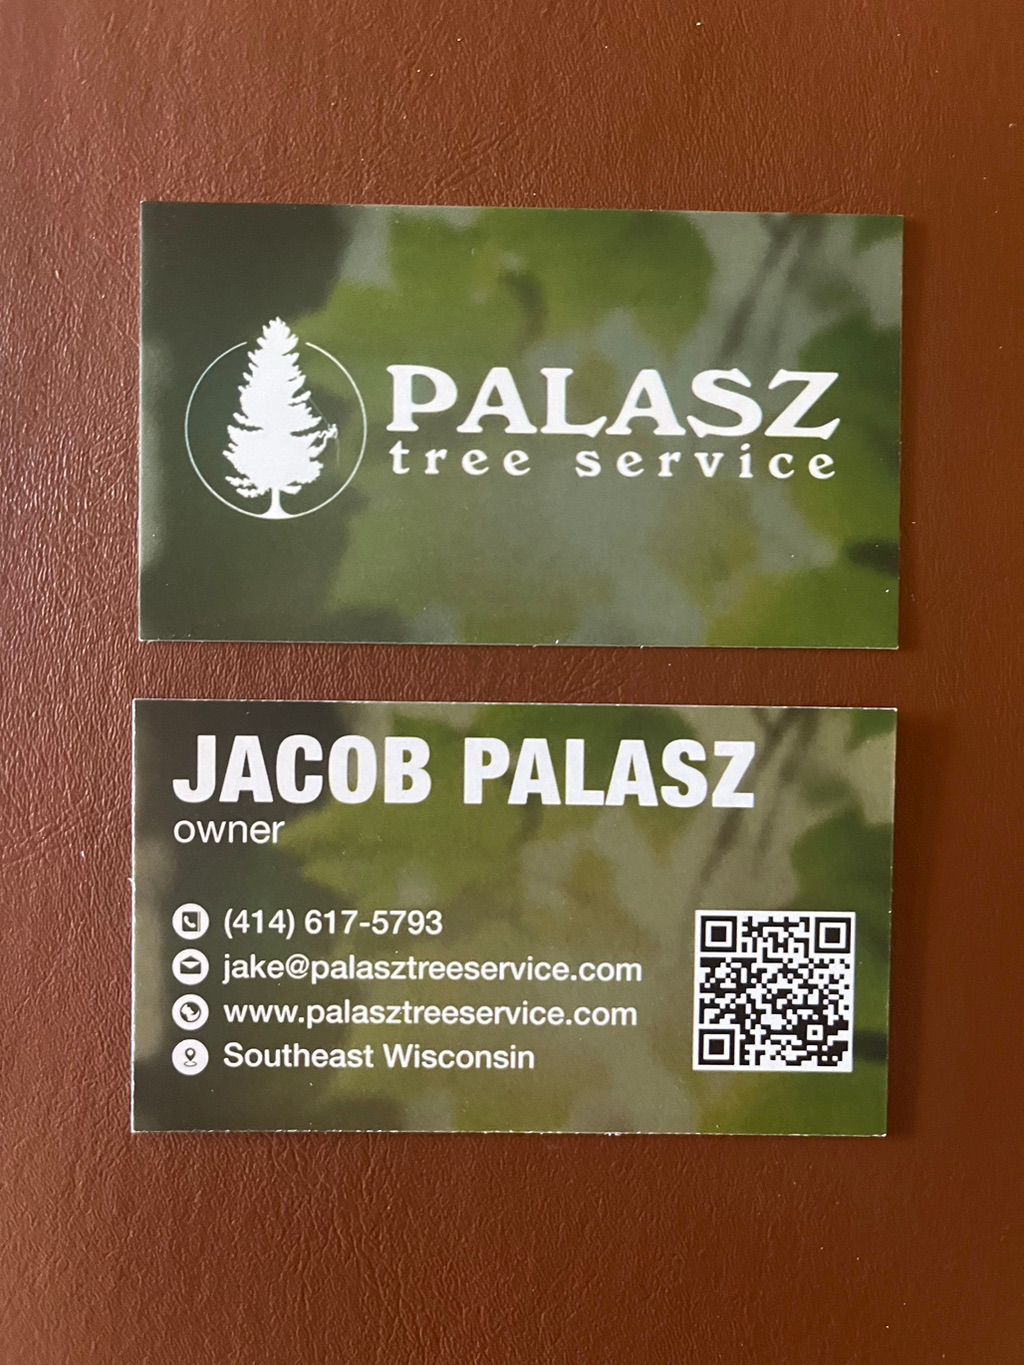 PALASZ
tree service
JACOB PALASZ
owner
(414) 617-5793
jake@palasztreeservice.com
www.palasztreeservice.com
Southeast Wisconsin